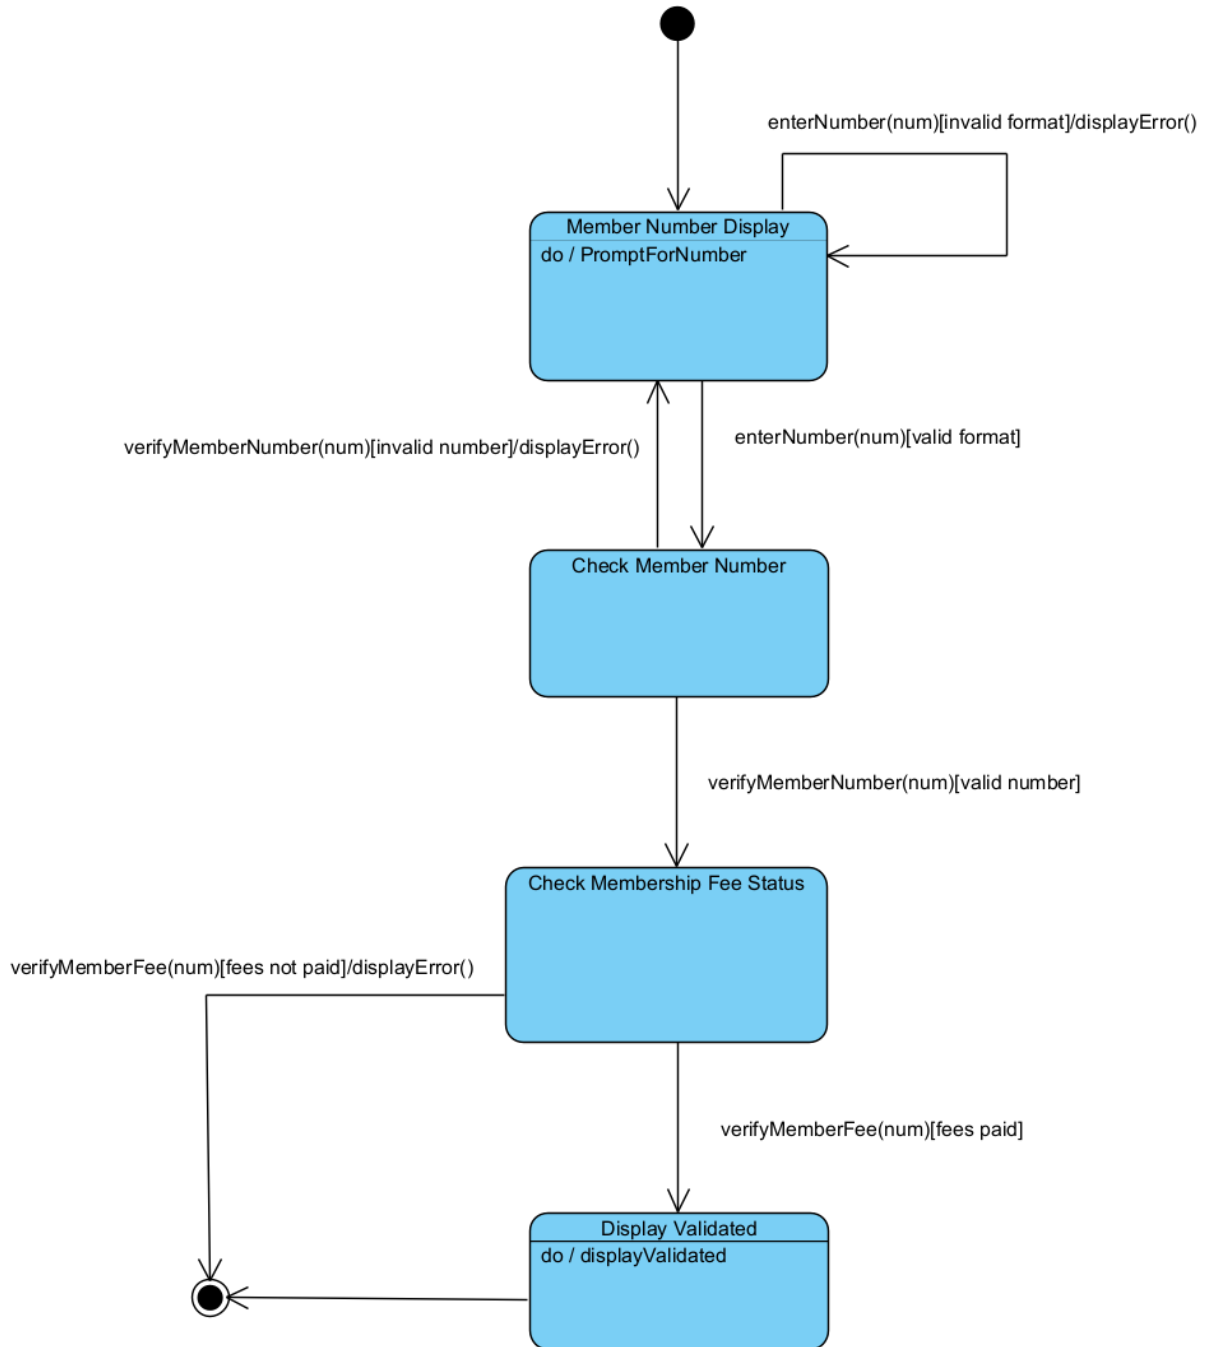 enterNumber(num)[invalid format]/displayError()
Member Number Display
do / PromptForNumber
verifyMemberNumber(num)[invalid number]/displayError()
enterNumber(num)[valid format]
Check Member Number
verifyMemberNumber(num)[valid number]
Check Membership Fee Status
verifyMemberFee(num)[fees not paid]/displayError()
verifyMemberFee(num)[fees paid]
Display Validated
do / displayValidated